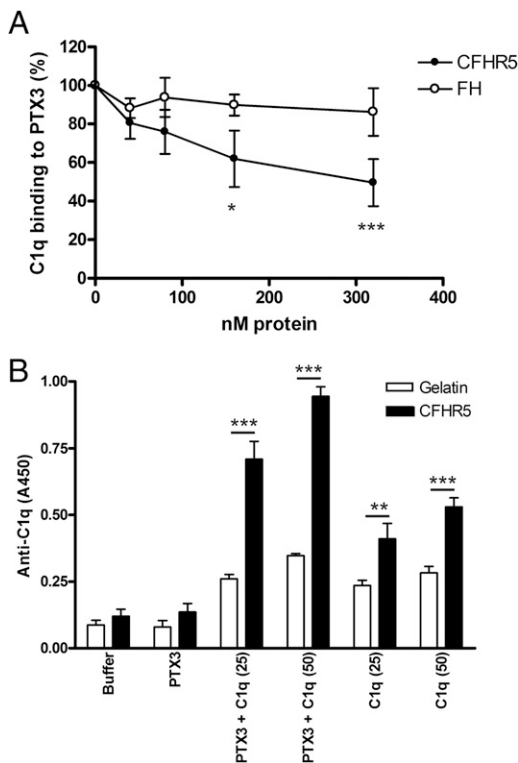 A
C1q binding to PTX3 (%)
120
100
80
60
40
20
0
0 100 200 300 400
nM protein
CFHR5
FH
*
***
B
Anti-C1q (A450)
1.00
0.75
0.50
0.25
0.00
Gelatin
CFHR5
***
***
**
***
Buffer
PTX3
PTX3 + C1q (25)
PTX3 + C1q (50)
C1q (25)
C1q (50)